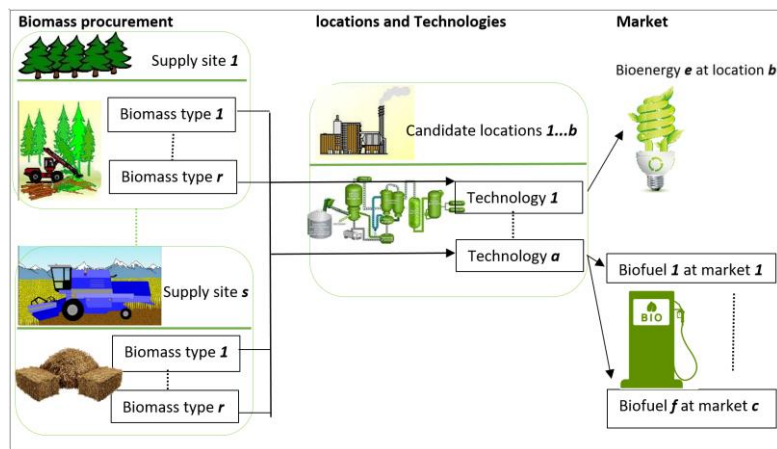 Biomass procurement
locations and Technologies
Market
Supply site 1
Biomass type 1
Biomass type r
Supply site s
Biomass type 1
Biomass type r
Candidate locations 1...b
Technology 1
Technology a
Bioenergy e at location b
Biofuel 1 at market 1
BIO
Biofuel f at market c